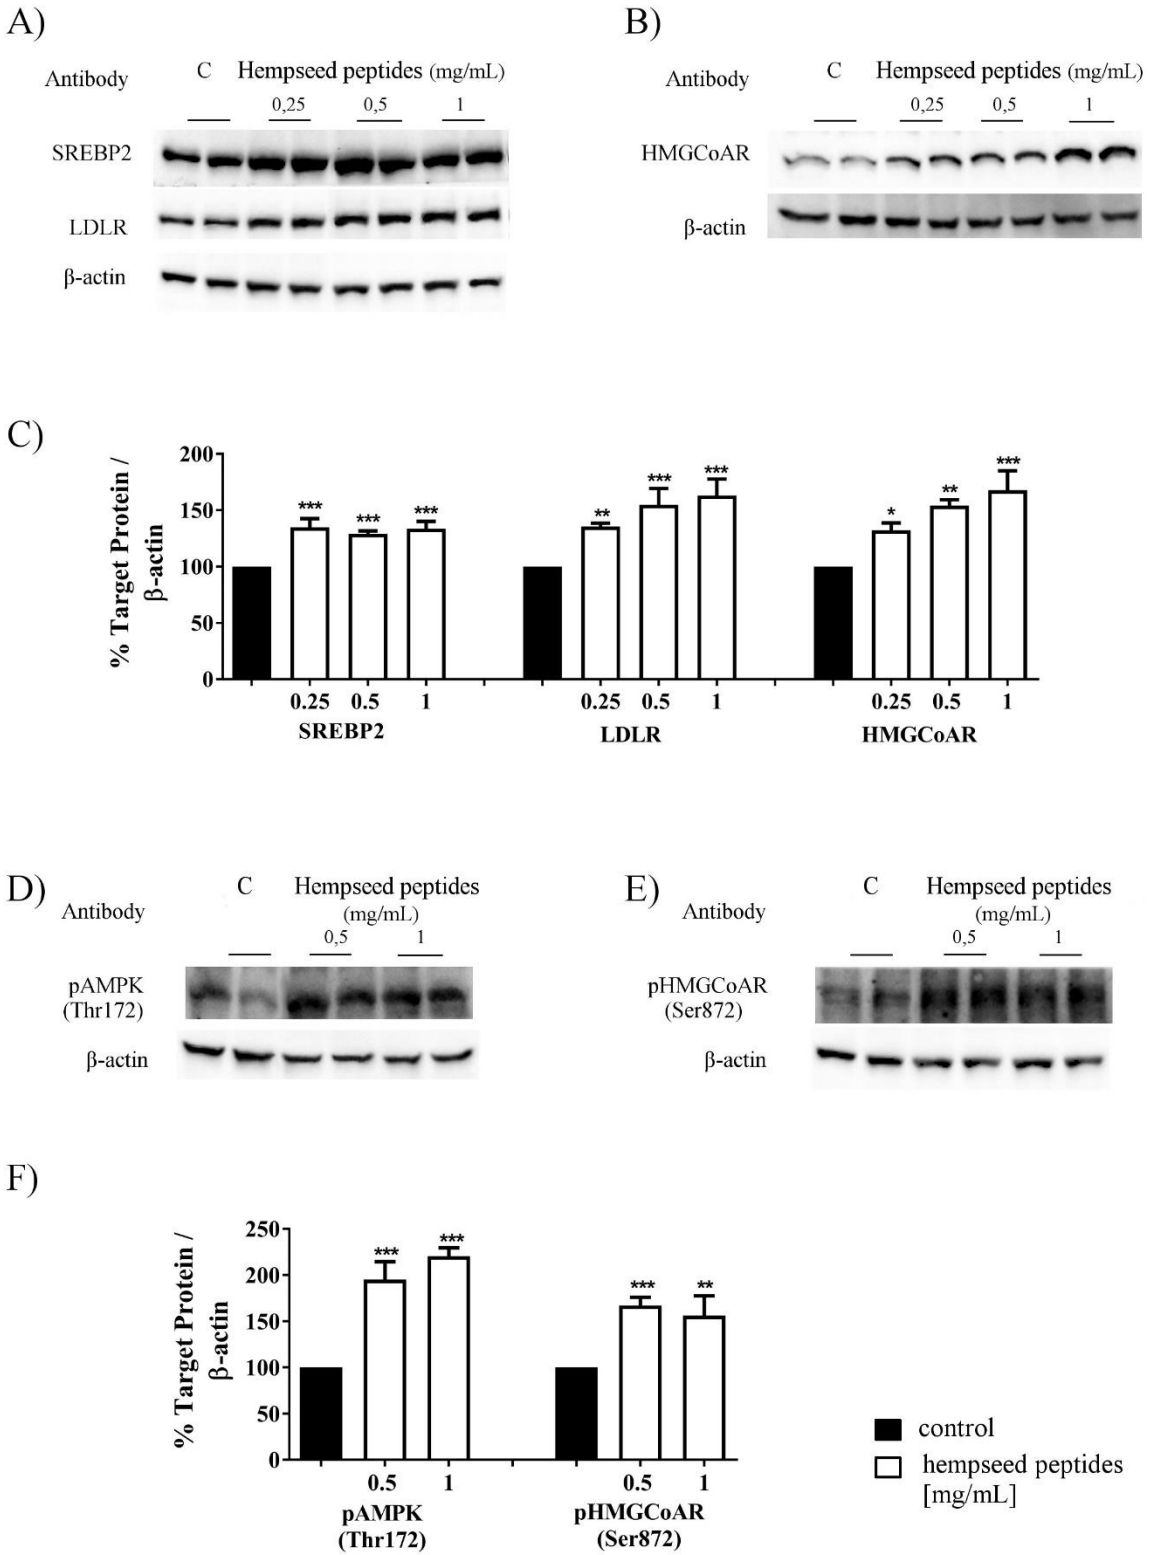 A)
Antibody C Hempseed peptides (mg/mL)
0,25 0,5 1
SREBP2
LDLR
β-actin
B)
Antibody C Hempseed peptides (mg/mL)
0,25 0,5 1
HMGCoAR
β-actin
C)
% Target Protein /
β-actin
200
150
100
50
0
*** *** *** ** *** *** * ** ***
0.25 0.5 1 0.25 0.5 1 0.25 0.5 1
SREBP2 LDLR HMGCoAR
D)
Antibody C Hempseed peptides
(mg/mL)
0,5 1
pAMPK
(Thr172)
β-actin
E)
Antibody C Hempseed peptides
(mg/mL)
0,5 1
pHMGCoAR
(Ser872)
β-actin
F)
% Target Protein /
β-actin
250
200
150
100
50
0
*** *** *** **
0.5 1 0.5 1
pAMPK pHMGCoAR
(Thr172) (Ser872)
control
hempseed peptides
[mg/mL]